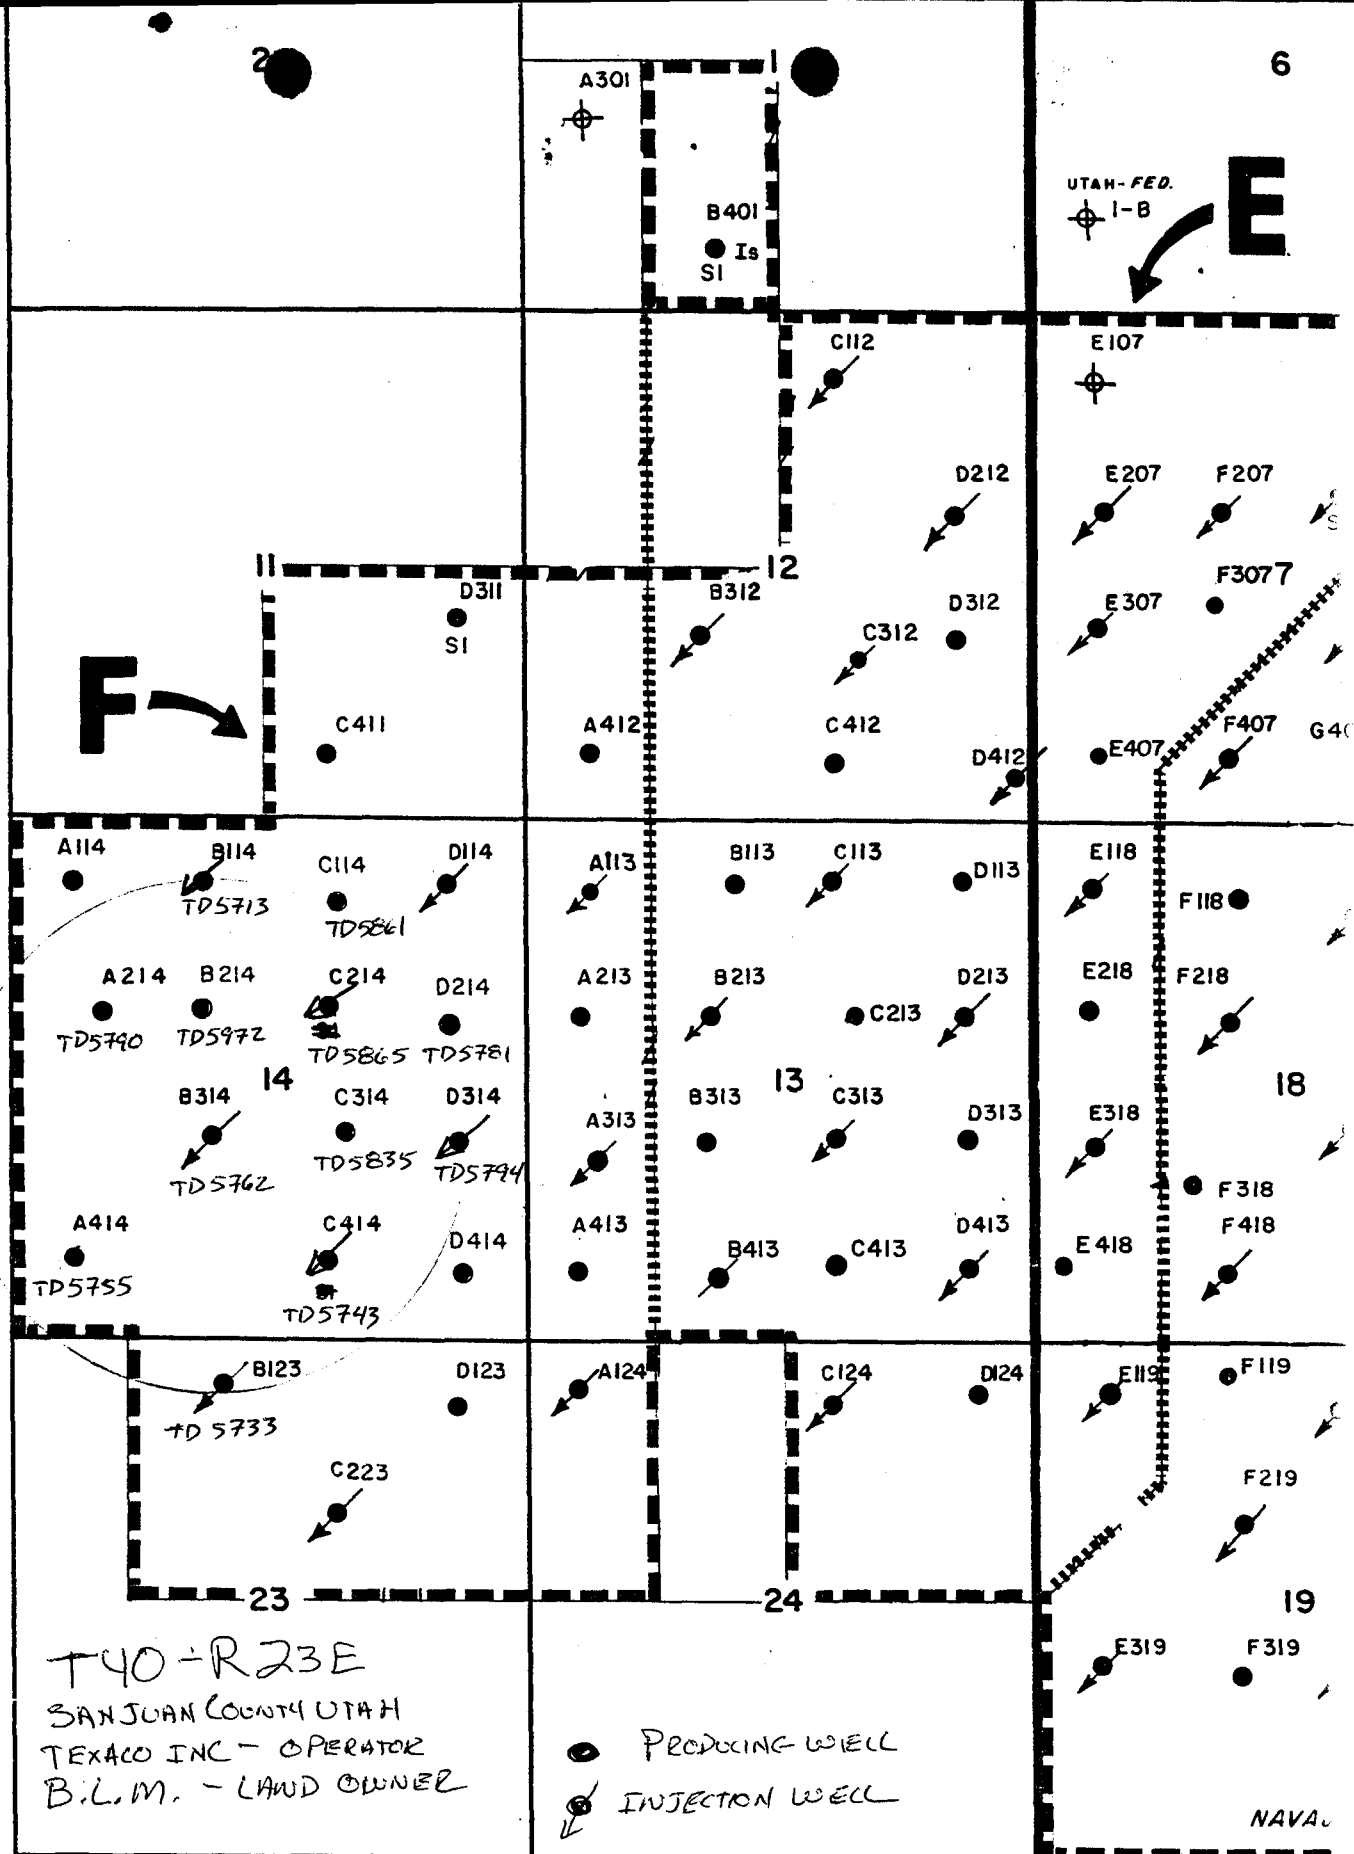 2
1
6
A301
UTAH-FED.
1-B
E
B401
Is
SI
C112
E107
D212
E207
F207
11
12
D311
SI
B312
D312
C312
E307
F307
7
F
C411
A412
C412
D412
E407
F407
A114
B114
TD5713
C114
TD5861
D114
A113
B113
C113
D113
E118
F118
A214
TD5790
B214
TD5972
C214
TD5865
D214
TD5781
A213
B213
C213
D213
E218
F218
14
13
18
B314
TD5762
C314
TD5835
D314
TD5794
A313
B313
C313
D313
E318
F318
A414
TD5755
C414
TD5743
D414
A413
B413
C413
D413
E418
F418
B123
TD 5733
D123
A124
C124
D124
E119
F119
C223
F219
23
24
19
E319
F319
T40-R23E
SAN JUAN COUNTY UTAH
TEXACO INC - OPERATOR
B.L.M. - LAND OWNER
PRODUCING WELL
INJECTION WELL